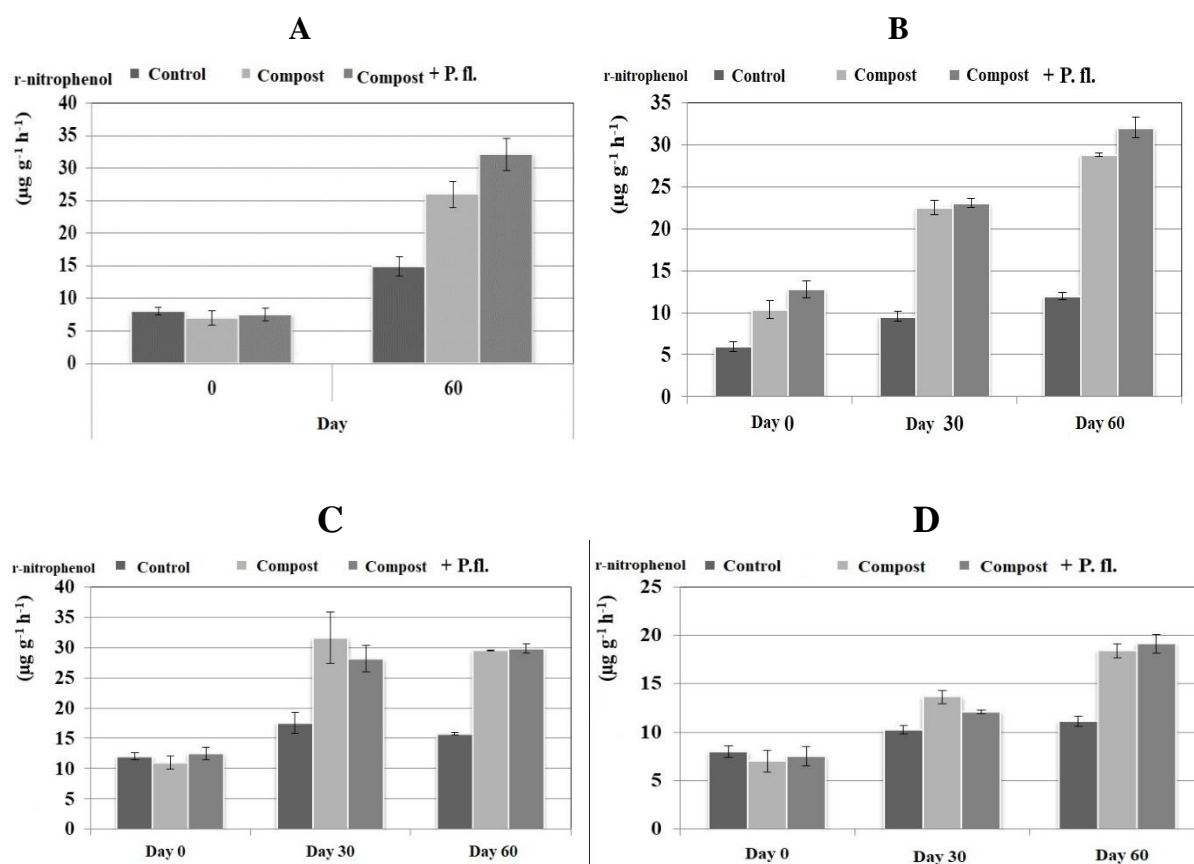 A
r-nitrophenol Control Compost Compost + P. fl.
(µg g-1 h-1)
40
35
30
25
20
15
10
5
0
0 60
Day
B
r-nitrophenol Control Compost Compost + P. fl.
(µg g-1 h-1)
35
30
25
20
15
10
5
0
Day 0 Day 30 Day 60
C
r-nitrophenol Control Compost Compost + P.fl.
(µg g-1 h-1)
40
35
30
25
20
15
10
5
0
Day 0 Day 30 Day 60
D
r-nitrophenol Control Compost Compost + P. fl.
(µg g-1 h-1)
25
20
15
10
5
0
Day 0 Day 30 Day 60